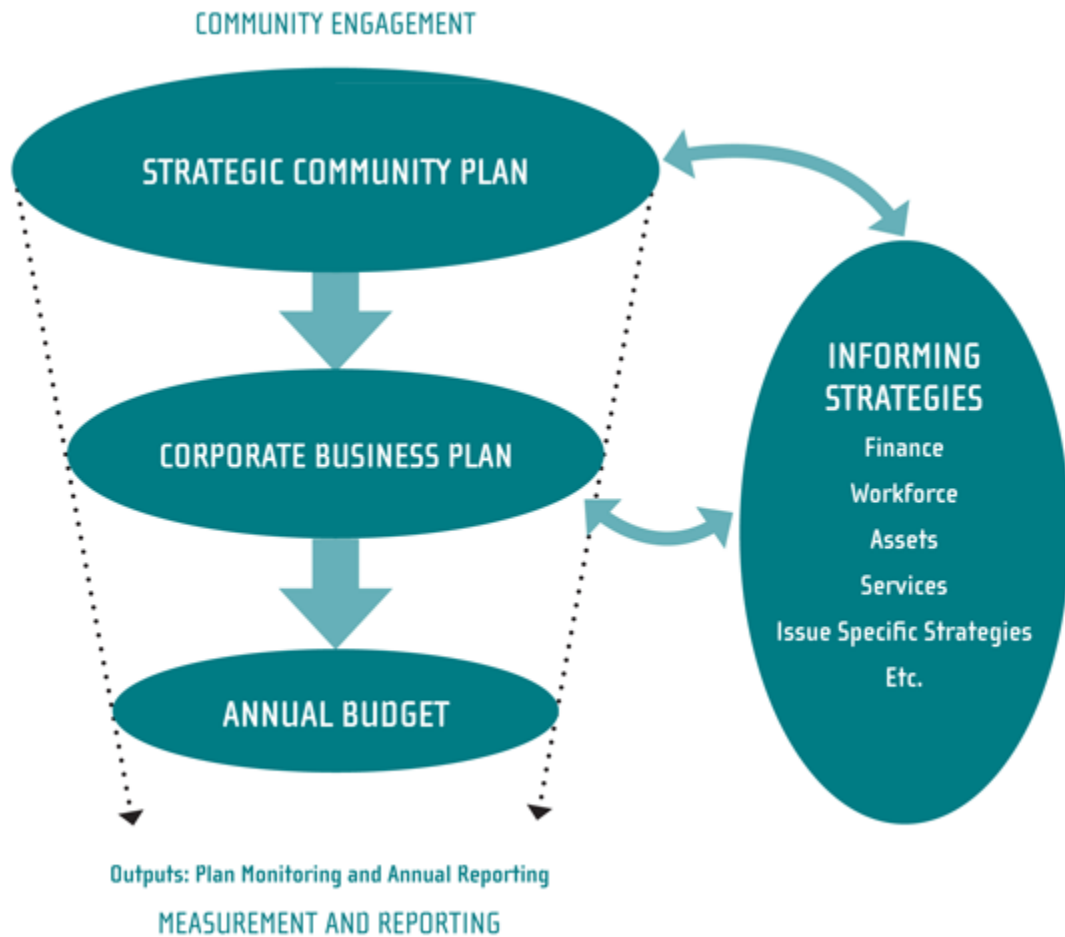 COMMUNITY ENGAGEMENT
STRATEGIC COMMUNITY PLAN
CORPORATE BUSINESS PLAN
ANNUAL BUDGET
INFORMING
STRATEGIES
Finance
Workforce
Assets
Services
Issue Specific Strategies
Etc.
Outputs: Plan Monitoring and Annual Reporting
MEASUREMENT AND REPORTING